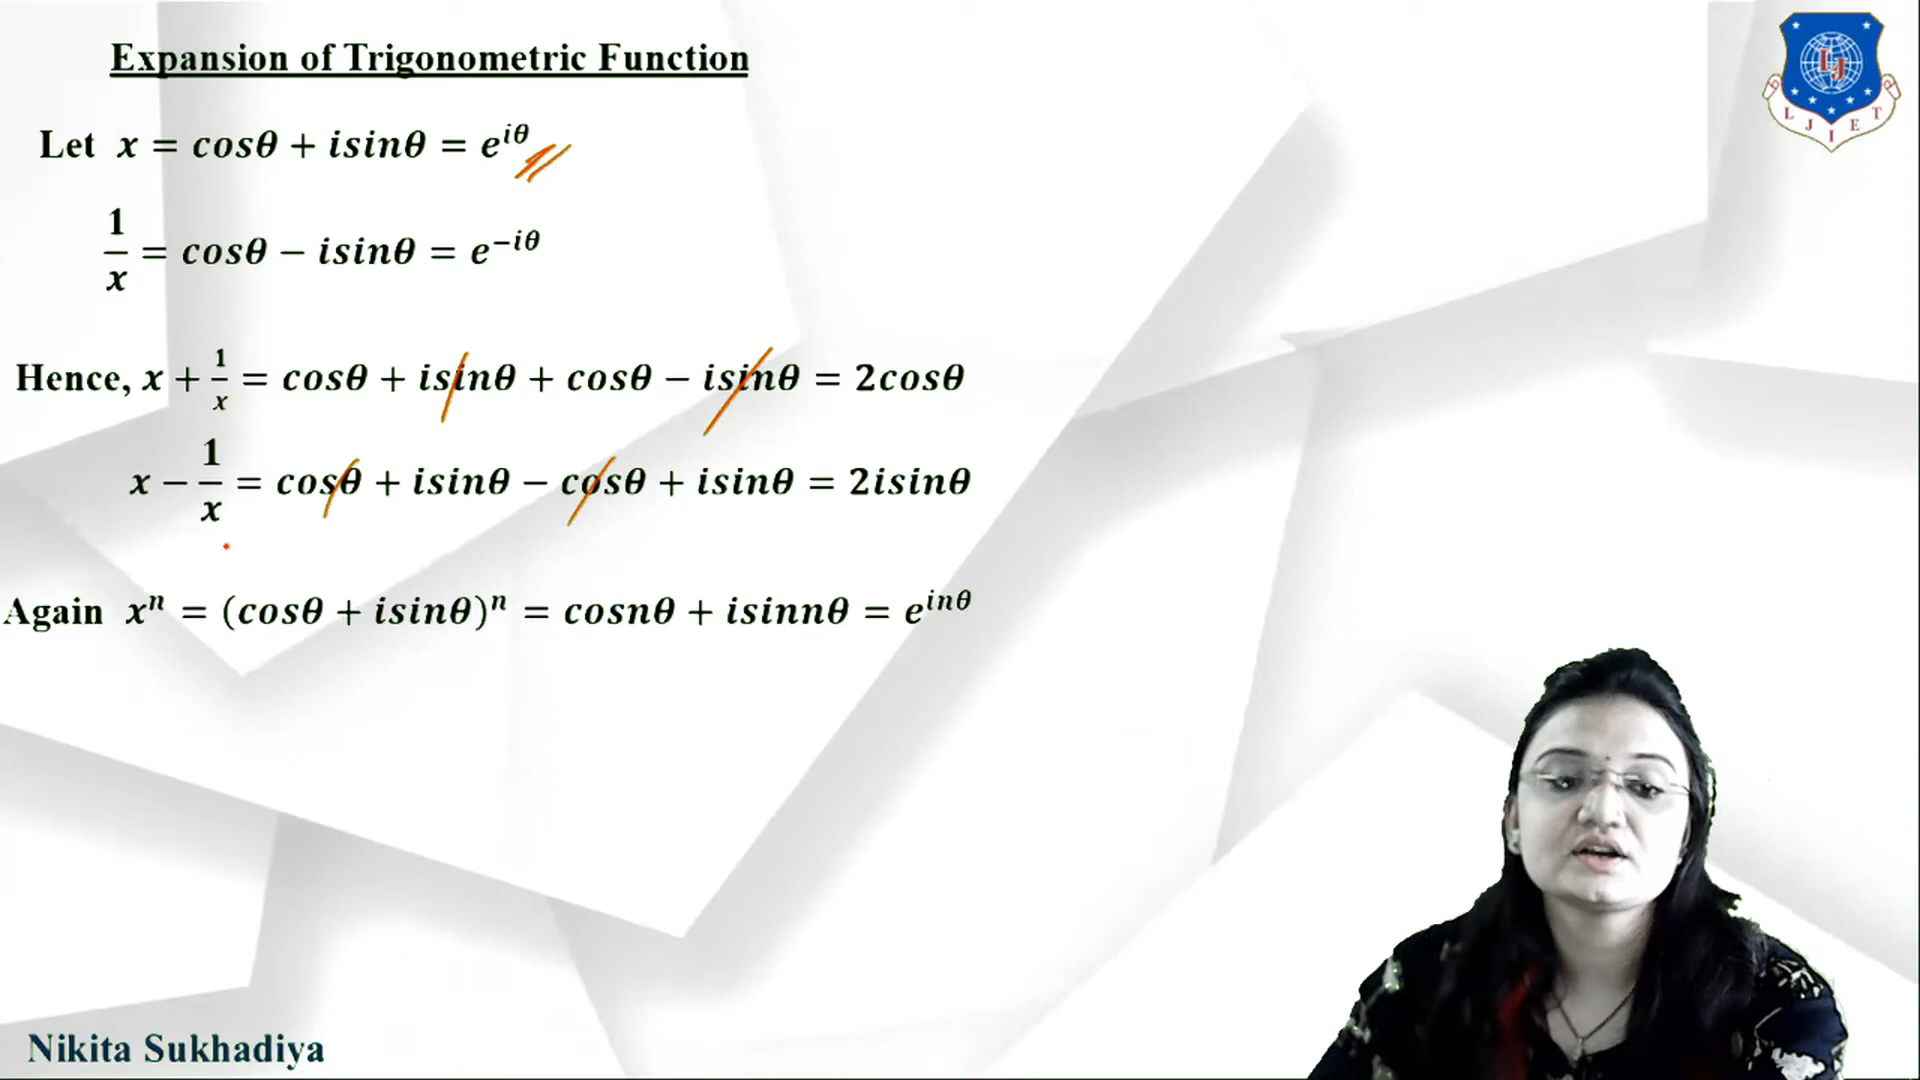 Expansion of Trigonometric Function
Let x = cosθ + isinθ = e^{iθ}
1/x = cosθ − isinθ = e^{−iθ}
Hence, x + 1/x = cosθ + isinθ + cosθ − isinθ = 2cosθ
x − 1/x = cosθ + isinθ − cosθ + isinθ = 2isinθ
Again x^n = (cosθ + isinθ)^n = cosnθ + isinnθ = e^{inθ}
Nikita Sukhadiya
LJ
L J I E T